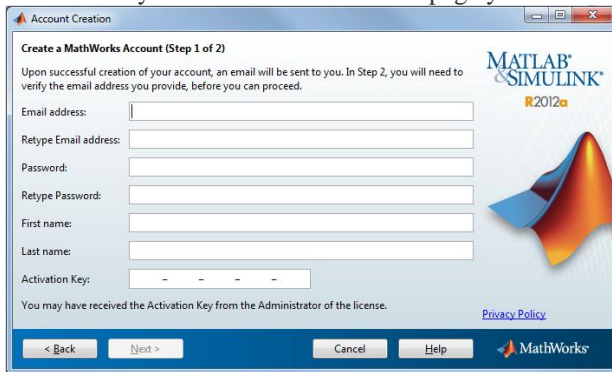 Account Creation
Create a MathWorks Account (Step 1 of 2)
Upon successful creation of your account, an email will be sent to you. In Step 2, you will need to
verify the email address you provide, before you can proceed.
Email address:
Retype Email address:
Password:
Retype Password:
First name:
Last name:
Activation Key: - - - -
You may have received the Activation Key from the Administrator of the license.
MATLAB®
&SIMULINK®
R2012a
Privacy Policy
< Back
Next >
Cancel
Help
MathWorks®